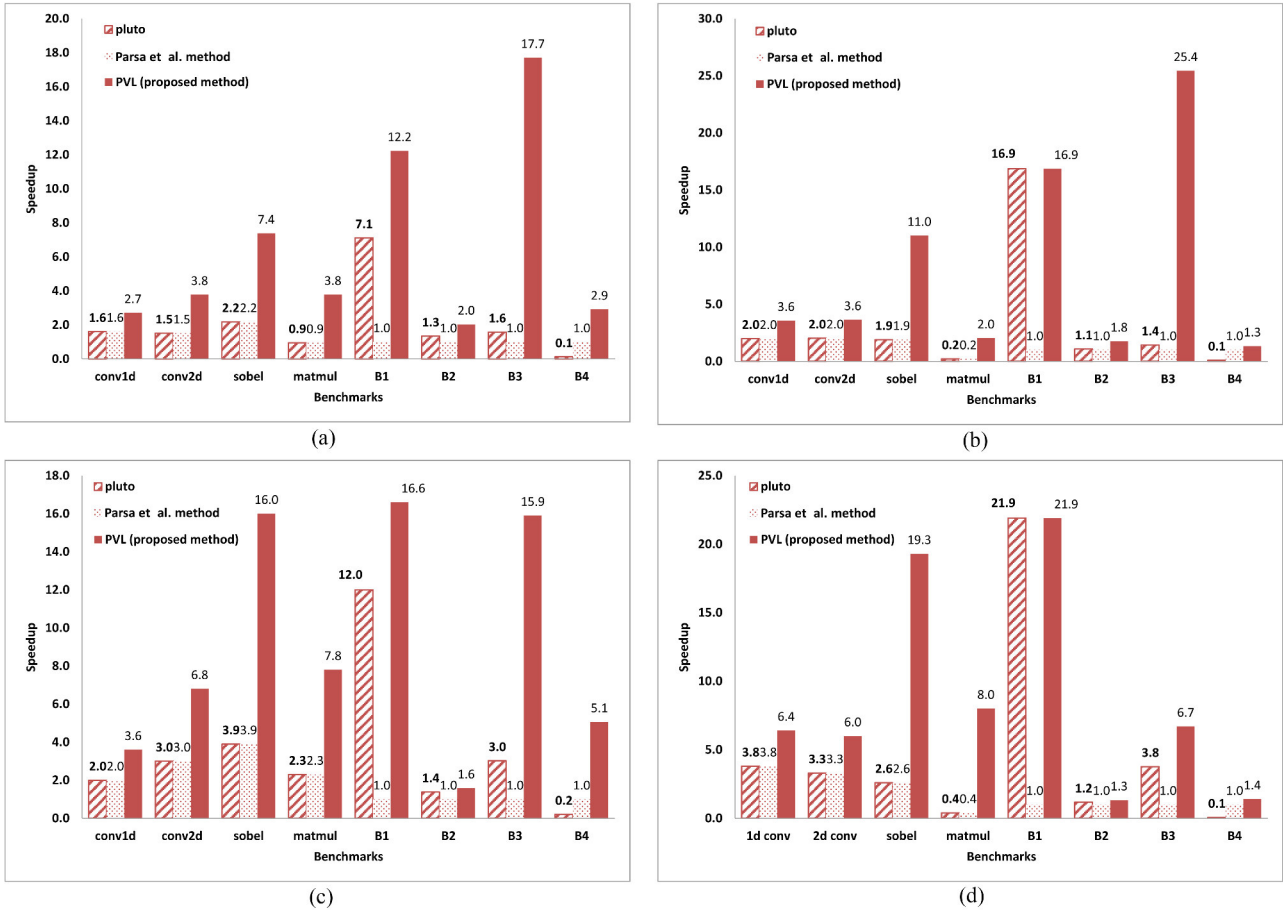 20.0
18.0
16.0
14.0
12.0
10.0
8.0
6.0
4.0
2.0
0.0
Speedup
pluto
Parsa et al. method
PVL (proposed method)
1.6 1.6 2.7
1.5 1.5 3.8
2.2 2.2 7.4
0.9 0.9 3.8
7.1 1.0 12.2
1.3 1.0 2.0
1.6 1.0 17.7
0.1 1.0 2.9
conv1d conv2d sobel matmul B1 B2 B3 B4
Benchmarks
(a)
30.0
25.0
20.0
15.0
10.0
5.0
0.0
Speedup
pluto
Parsa et al. method
PVL (proposed method)
2.0 2.0 3.6
2.0 2.0 3.6
1.9 1.9 11.0
0.2 0.2 2.0
16.9 1.0 16.9
1.1 1.0 1.8
1.4 1.0 25.4
0.1 1.0 1.3
conv1d conv2d sobel matmul B1 B2 B3 B4
Benchmarks
(b)
18.0
16.0
14.0
12.0
10.0
8.0
6.0
4.0
2.0
0.0
Speedup
pluto
Parsa et al. method
PVL (proposed method)
2.0 2.0 3.6
3.0 3.0 6.8
3.9 3.9 16.0
2.3 2.3 7.8
12.0 1.0 16.6
1.4 1.0 1.6
3.0 1.0 15.9
0.2 1.0 5.1
conv1d conv2d sobel matmul B1 B2 B3 B4
Benchmarks
(c)
25.0
20.0
15.0
10.0
5.0
0.0
Speedup
pluto
Parsa et al. method
PVL (proposed method)
3.8 3.8 6.4
3.3 3.3 6.0
2.6 2.6 19.3
0.4 0.4 8.0
21.9 1.0 21.9
1.2 1.0 1.3
3.8 1.0 6.7
0.1 1.0 1.4
1d conv 2d conv sobel matmul B1 B2 B3 B4
Benchmarks
(d)